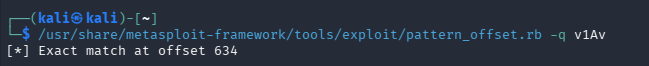 ┌──(kali㉿kali)-[~]
└─$ /usr/share/metasploit-framework/tools/exploit/pattern_offset.rb -q v1Av
[*] Exact match at offset 634